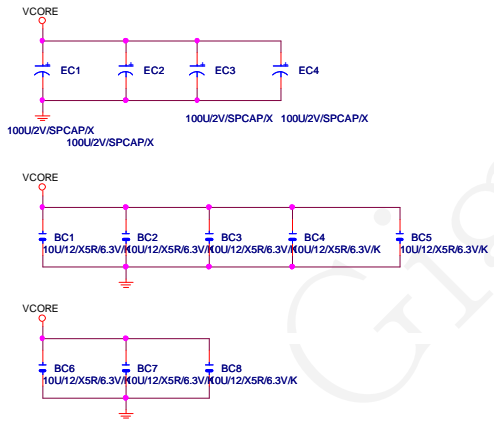 VCORE
EC1 EC2 EC3 EC4
100U/2V/SPCAP/X 100U/2V/SPCAP/X
100U/2V/SPCAP/X
100U/2V/SPCAP/X
VCORE
BC1 BC2 BC3 BC4 BC5
10U/12/X5R/6.3V/K 10U/12/X5R/6.3V/K 10U/12/X5R/6.3V/K 10U/12/X5R/6.3V/K 10U/12/X5R/6.3V/K
VCORE
BC6 BC7 BC8
10U/12/X5R/6.3V/K 10U/12/X5R/6.3V/K 10U/12/X5R/6.3V/K